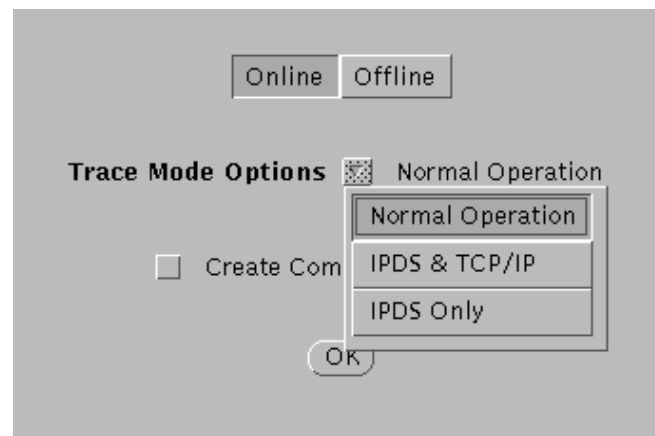 Online Offline
Trace Mode Options Normal Operation
Normal Operation
Create Com IPDS & TCP/IP
IPDS Only
OK